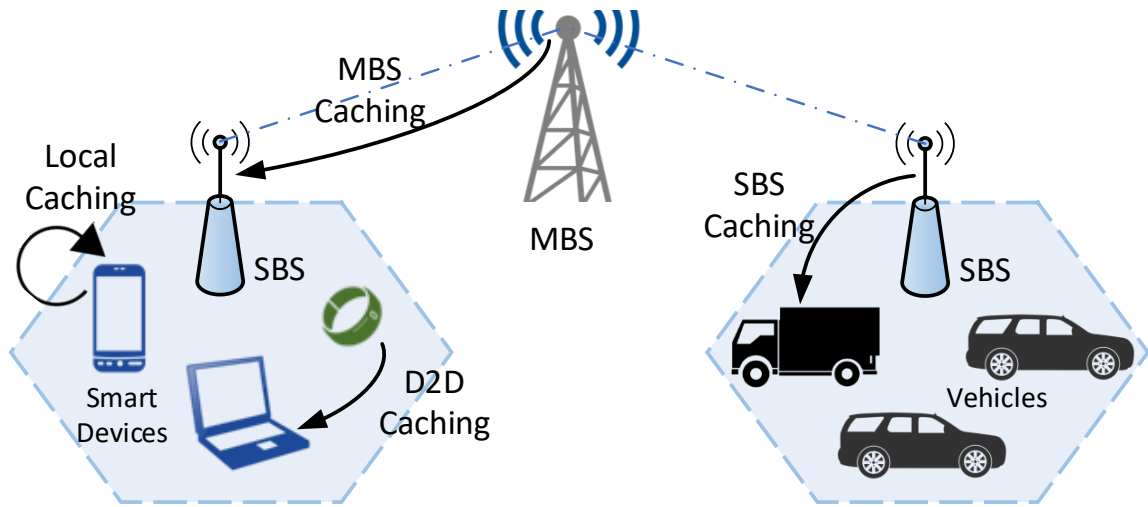 MBS
Caching
Local
Caching
SBS
Smart
Devices
D2D
Caching
MBS
SBS
Caching
SBS
Vehicles